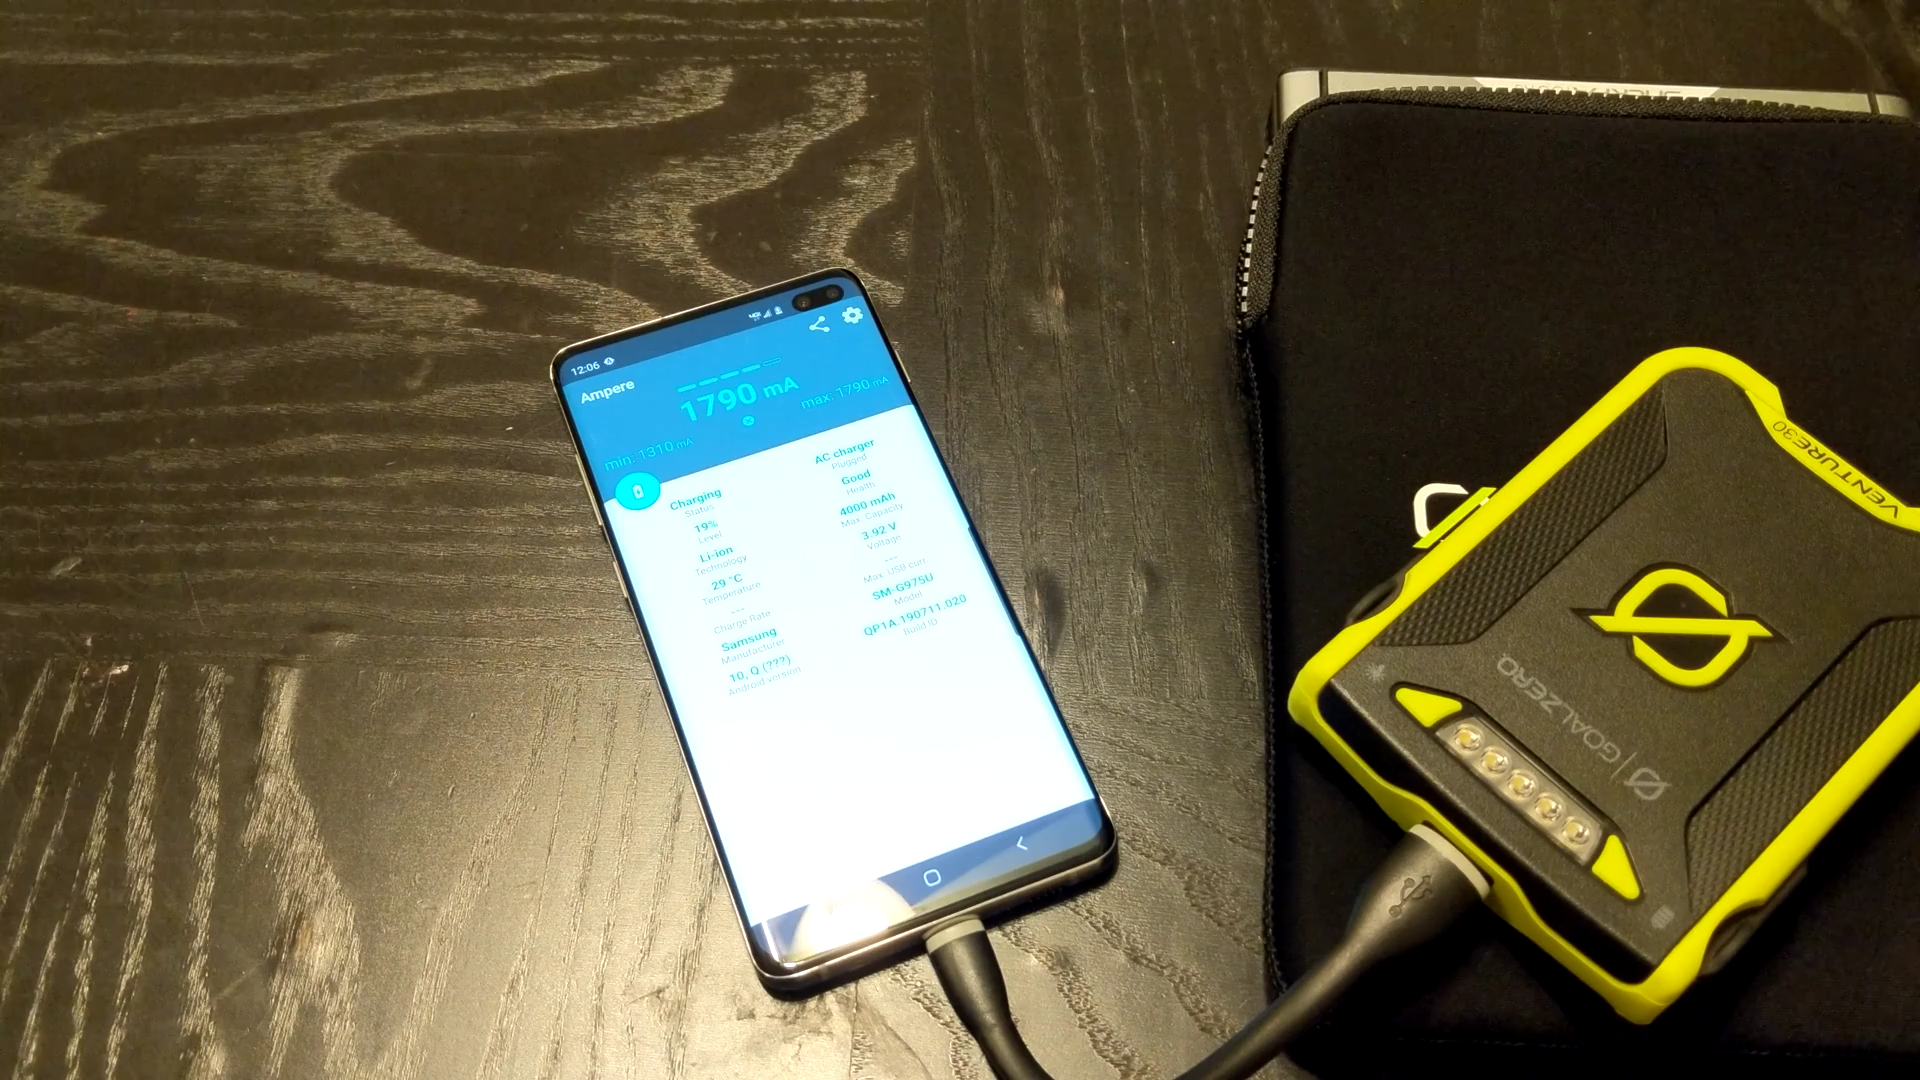 12:06
Ampere
1790 mA
min: 1310 mA
max: 1790 mA
Charging
Status
19%
Level
Li-ion
Technology
29 °C
Temperature
---
Charge Rate
Samsung
Manufacturer
10, Q (???)
Android version
AC charger
Plugged
Good
Health
4000 mAh
Max. Capacity
3.92 V
Voltage
---
Max. USB curr.
SM-G975U
Model
QP1A.190711.020
Build ID
VENTURE30
GOALZERO